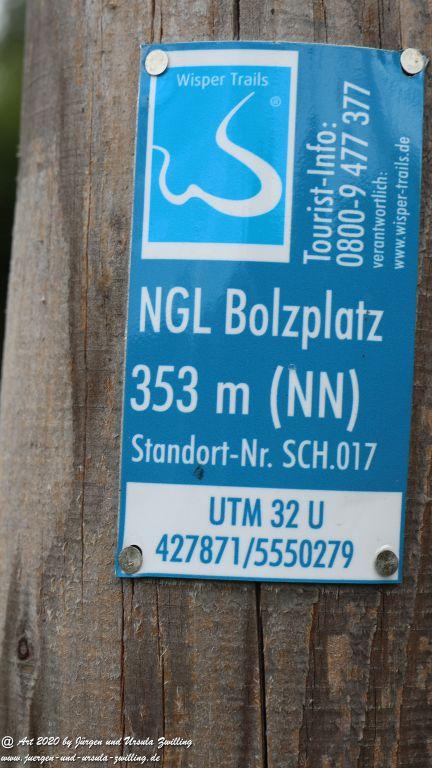 Wisper Trails
®
Tourist-Info:
0800-9 477 377
verantwortlich:
www.wisper-trails.de
NGL Bolzplatz
353 m (NN)
Standort-Nr. SCH.017
UTM 32 U
427871/5550279
@ Art 2020 by Jürgen und Ursula Zwilling
www.juergen-und-ursula-zwilling.de